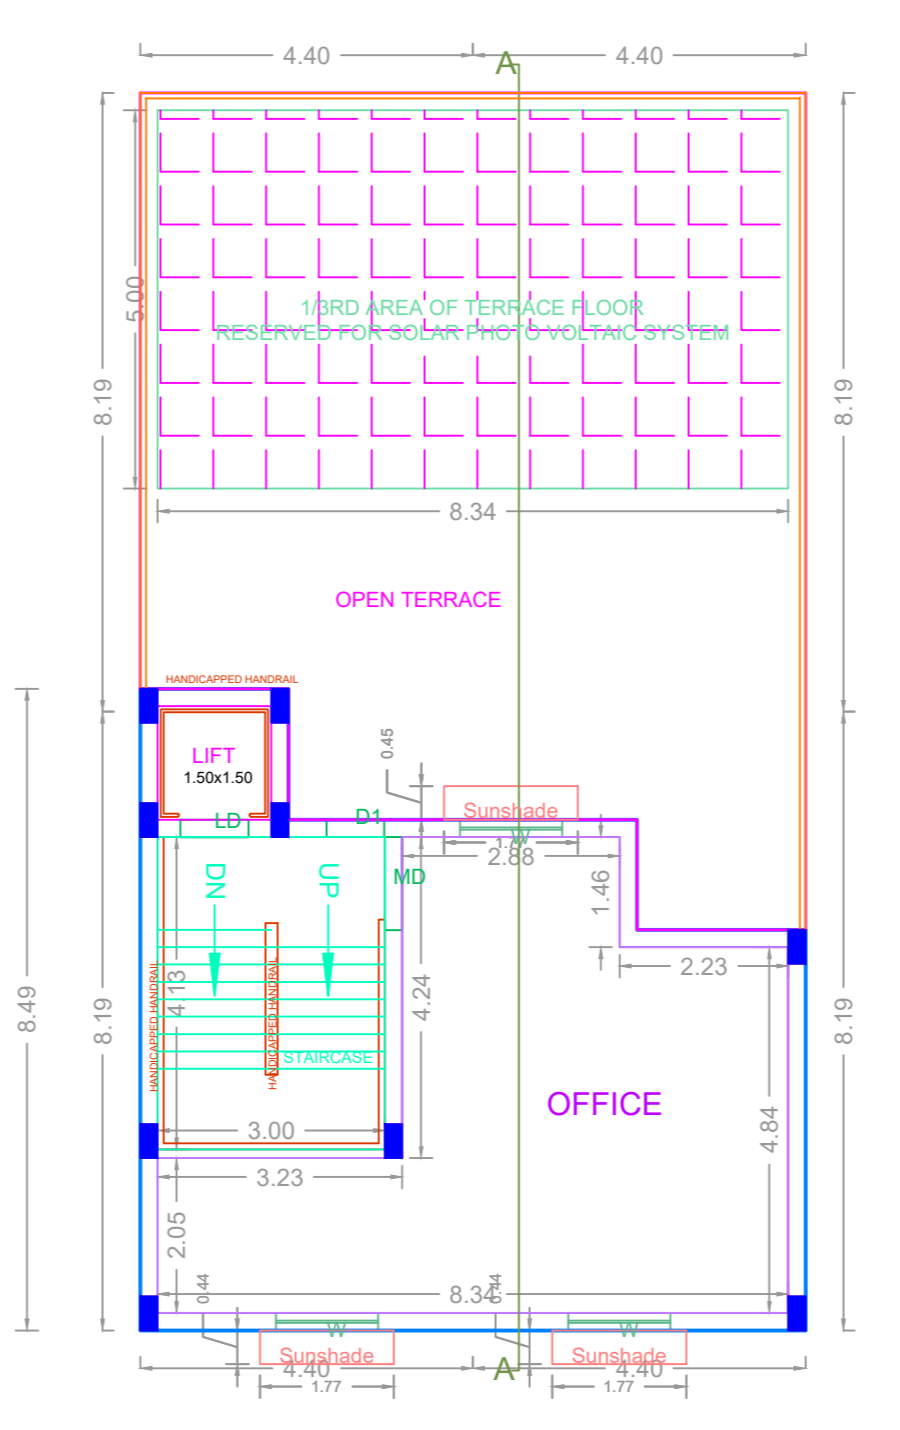 4.40
4.40
A
5.00
1/3RD AREA OF TERRACE FLOOR
RESERVED FOR SOLAR PHOTO VOLTAIC SYSTEM
8.19
8.19
8.34
OPEN TERRACE
HANDICAPPED HANDRAIL
LIFT
1.50x1.50
0.45
Sunshade
LD
D1
W
2.88
MD
DN
UP
1.46
2.23
4.13
4.24
HANDICAPPED HANDRAIL
HANDICAPPED HANDRAIL
8.49
8.19
8.19
STAIRCASE
OFFICE
4.84
3.00
3.23
2.05
0.44
0.44
8.34
W
W
Sunshade
Sunshade
4.40
4.40
A
1.77
1.77